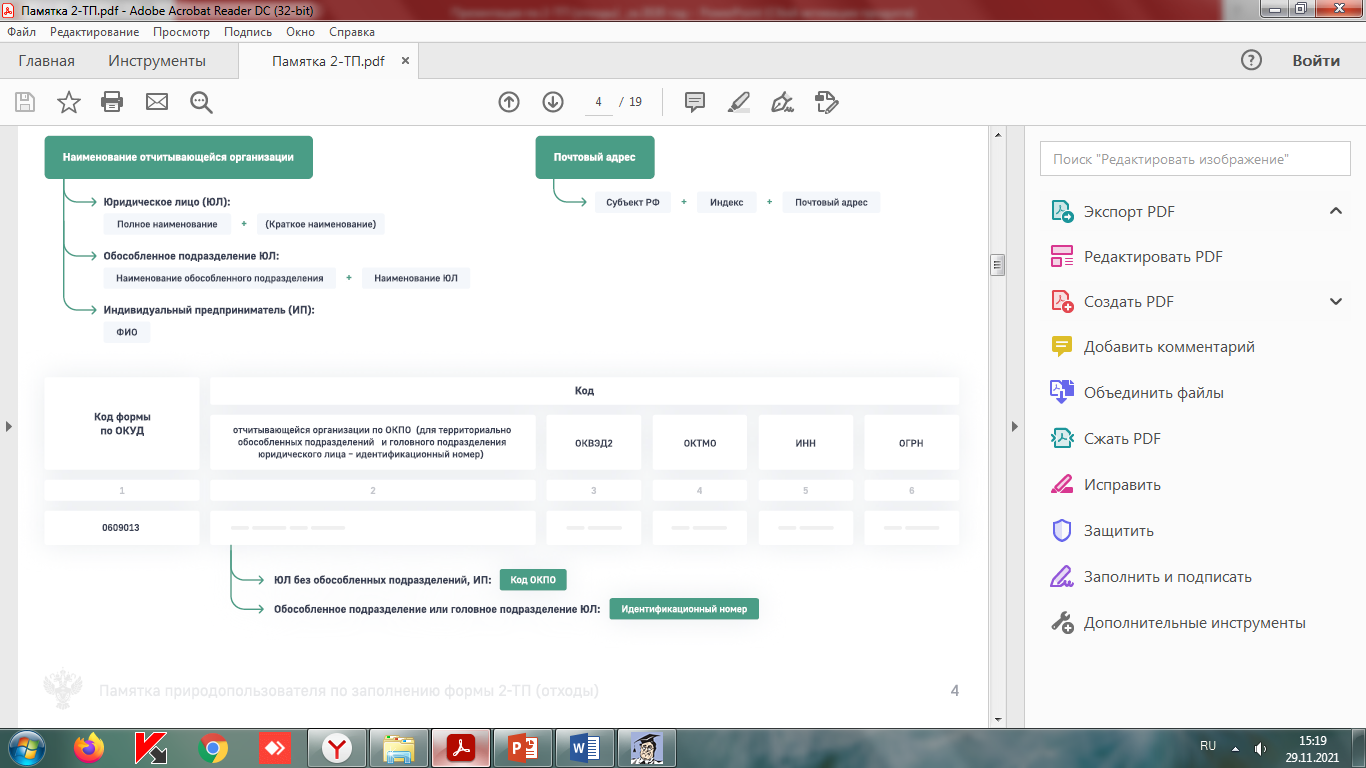 Памятка 2-ТП.pdf - Adobe Acrobat Reader DC (32-bit)
Файл Редактирование Просмотр Подпись Окно Справка
Главная Инструменты Памятка 2-ТП.pdf × ? Войти
4 / 19
Наименование отчитывающейся организации
Юридическое лицо (ЮЛ):
Полное наименование + (Краткое наименование)
Обособленное подразделение ЮЛ:
Наименование обособленного подразделения + Наименование ЮЛ
Индивидуальный предприниматель (ИП):
ФИО
Почтовый адрес
Субъект РФ + Индекс + Почтовый адрес
Код формы
по ОКУД
Код
отчитывающейся организации по ОКПО (для территориально
обособленных подразделений и головного подразделения
юридического лица – идентификационный номер)
ОКВЭД2 ОКТМО ИНН ОГРН
1 2 3 4 5 6
0609013
ЮЛ без обособленных подразделений, ИП: Код ОКПО
Обособленное подразделение или головное подразделение ЮЛ: Идентификационный номер
Памятка природопользователя по заполнению формы 2-ТП (отходы) 4
Поиск "Редактировать изображение"
Экспорт PDF
Редактировать PDF
Создать PDF
Добавить комментарий
Объединить файлы
Сжать PDF
Исправить
Защитить
Заполнить и подписать
Дополнительные инструменты
RU
15:19
29.11.2021